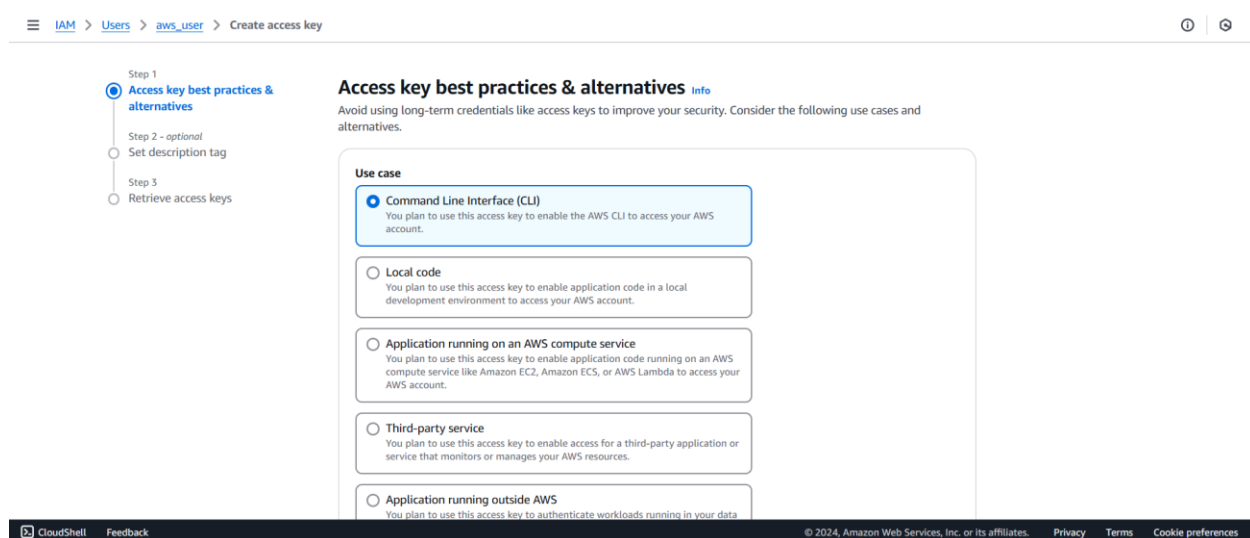 IAM > Users > aws_user > Create access key
Step 1
Access key best practices &
alternatives
Step 2 - optional
Set description tag
Step 3
Retrieve access keys
Access key best practices & alternatives Info
Avoid using long-term credentials like access keys to improve your security. Consider the following use cases and
alternatives.
Use case
Command Line Interface (CLI)
You plan to use this access key to enable the AWS CLI to access your AWS
account.
Local code
You plan to use this access key to enable application code in a local
development environment to access your AWS account.
Application running on an AWS compute service
You plan to use this access key to enable application code running on an AWS
compute service like Amazon EC2, Amazon ECS, or AWS Lambda to access your
AWS account.
Third-party service
You plan to use this access key to enable access for a third-party application or
service that monitors or manages your AWS resources.
Application running outside AWS
You plan to use this access key to authenticate workloads running in your data
CloudShell Feedback © 2024, Amazon Web Services, Inc. or its affiliates. Privacy Terms Cookie preferences